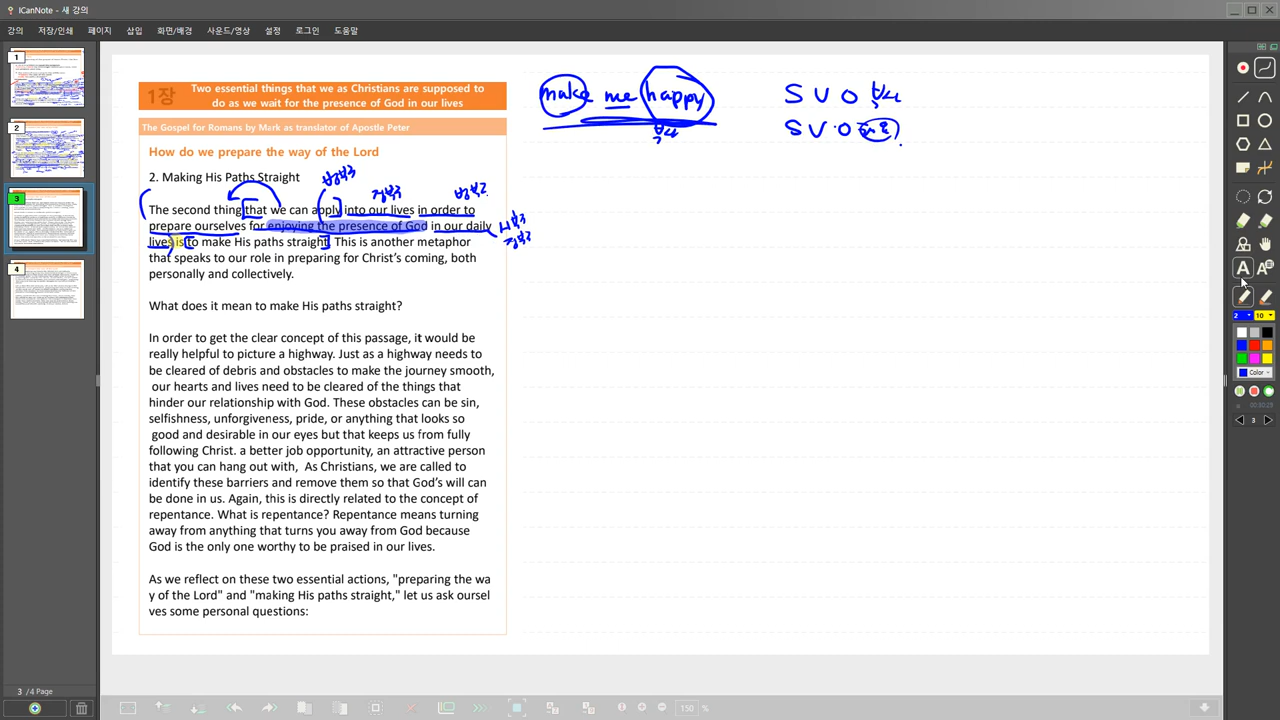 ICanNote - 새 강의
강의 저장/인쇄 페이지 삽입 화면/배경 사운드/영상 설정 로그인 도움말
1
2
3
4
1장 Two essential things that we as Christians are supposed to
do as we wait for the presence of God in our lives
The Gospel for Romans by Mark as translator of Apostle Peter
How do we prepare the way of the Lord
2. Making His Paths Straight
The second thing that we can apply into our lives in order to
prepare ourselves for enjoying the presence of God in our daily
lives is to make His paths straight. This is another metaphor
that speaks to our role in preparing for Christ's coming, both
personally and collectively.
What does it mean to make His paths straight?
In order to get the clear concept of this passage, it would be
really helpful to picture a highway. Just as a highway needs to
be cleared of debris and obstacles to make the journey smooth,
our hearts and lives need to be cleared of the things that
hinder our relationship with God. These obstacles can be sin,
selfishness, unforgiveness, pride, or anything that looks so
good and desirable in our eyes but that keeps us from fully
following Christ. a better job opportunity, an attractive person
that you can hang out with, As Christians, we are called to
identify these barriers and remove them so that God's will can
be done in us. Again, this is directly related to the concept of
repentance. What is repentance? Repentance means turning
away from anything that turns you away from God because
God is the only one worthy to be praised in our lives.
As we reflect on these two essential actions, "preparing the wa
y of the Lord" and "making His paths straight," let us ask oursel
ves some personal questions:
make me happy
S V O
S V O
2 10
Color
3
3 / 4 Page
150 %